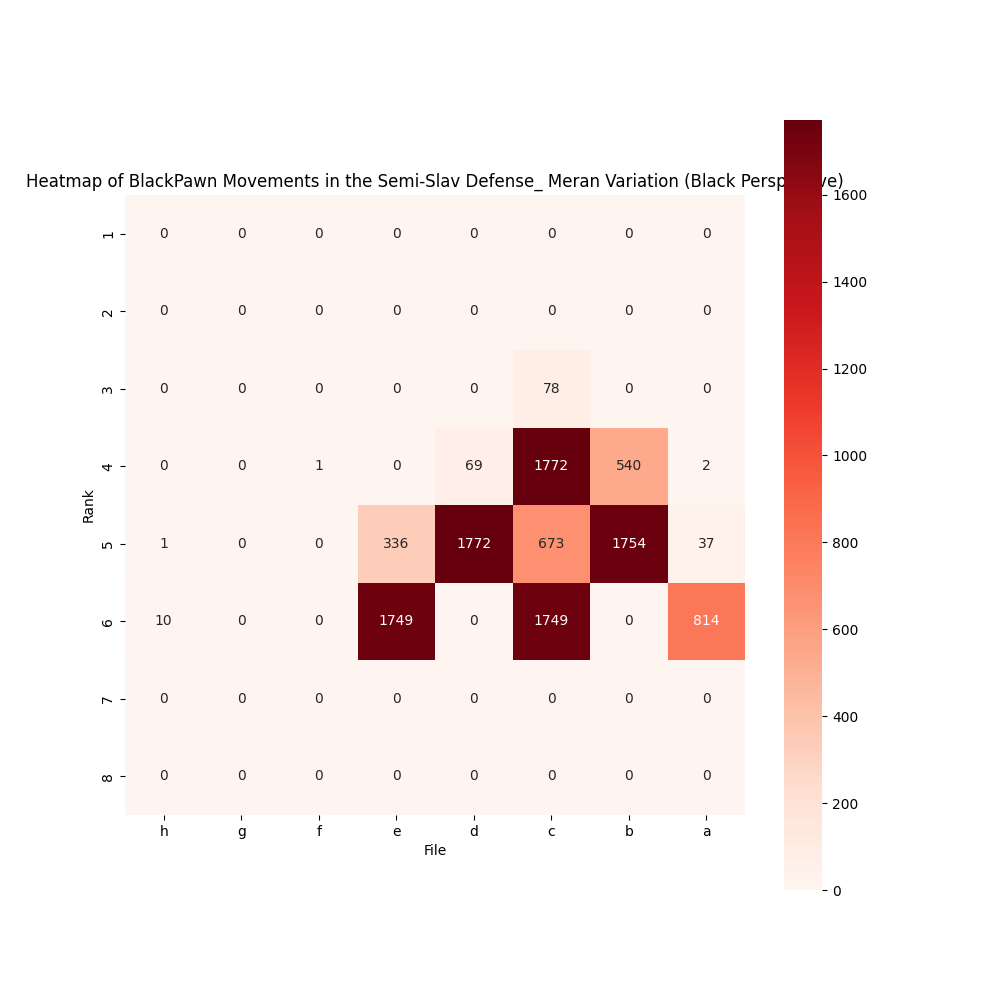 Heatmap of BlackPawn Movements in the Semi-Slav Defense_ Meran Variation (Black Perspective)
1 0 0 0 0 0 0 0 0
2 0 0 0 0 0 0 0 0
3 0 0 0 0 0 78 0 0
4 0 0 1 0 69 1772 540 2
5 1 0 0 336 1772 673 1754 37
6 10 0 0 1749 0 1749 0 814
7 0 0 0 0 0 0 0 0
8 0 0 0 0 0 0 0 0
h g f e d c b a
File
Rank
1600
1400
1200
1000
800
600
400
200
0